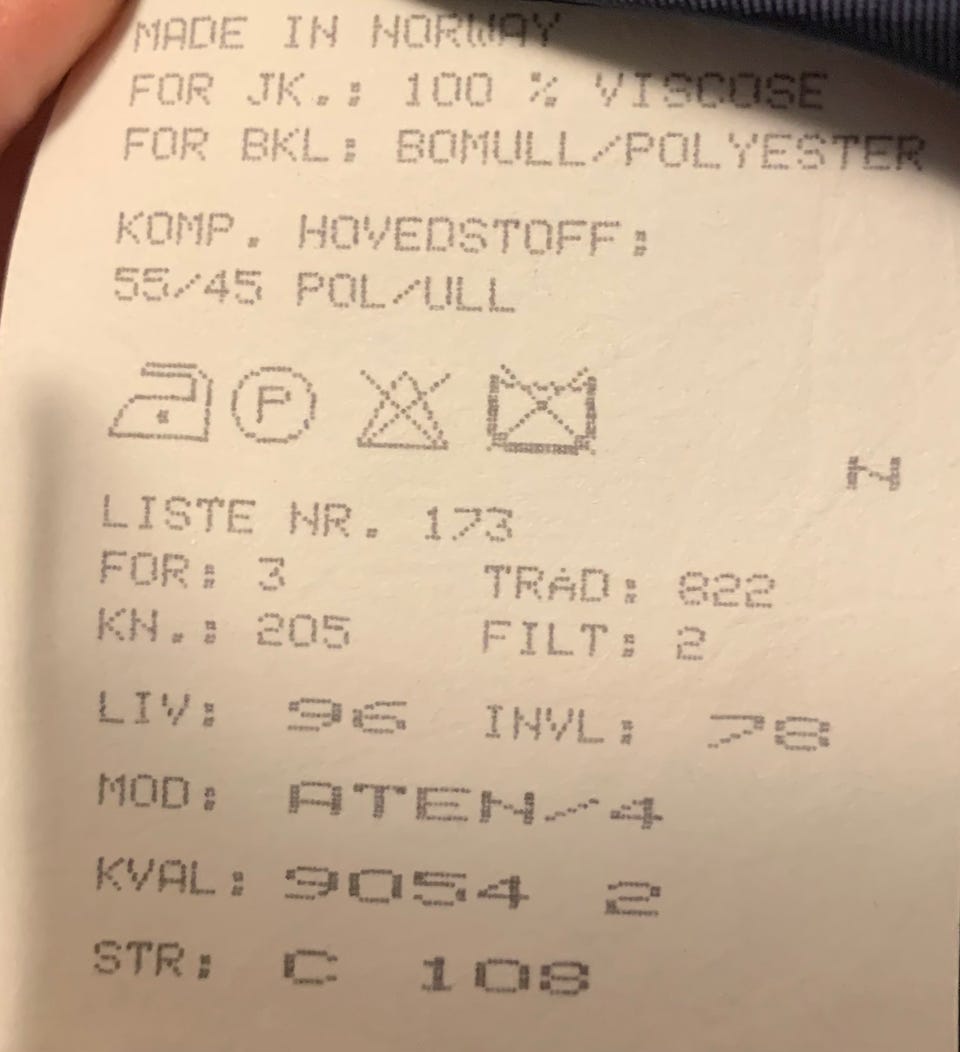 MADE IN NORWAY
FOR JK.: 100 % VISCOSE
FOR BKL: BOMULL/POLYESTER
KOMP. HOVEDSTOFF:
55/45 POL/ULL
P
N
LISTE NR. 173
FOR: 3 TRÅD: 822
KN.: 205 FILT: 2
LIV: 96 INVL: 78
MOD: ATEN/4
KVAL: 9054 2
STR: C 108